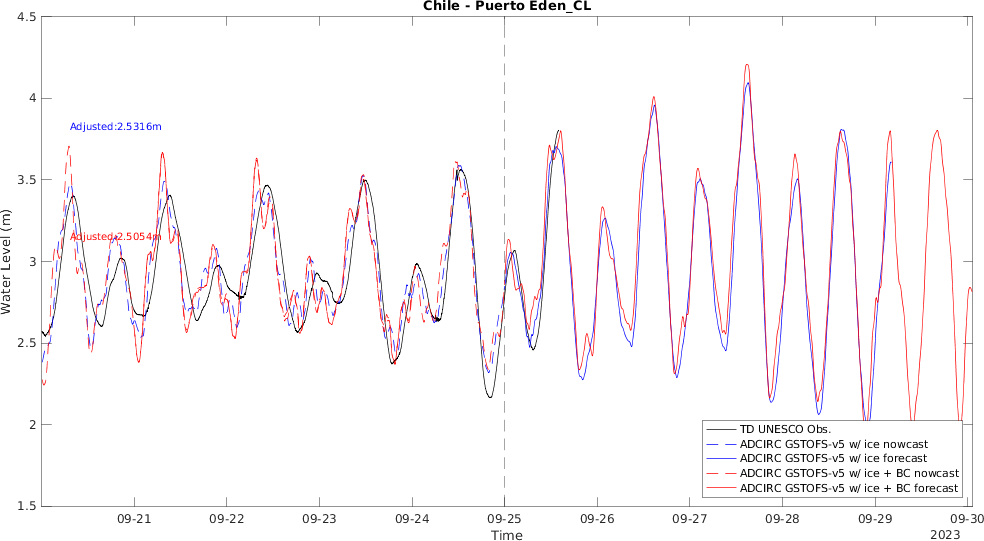 Chile - Puerto Eden_CL
4.5
4
3.5
3
2.5
2
1.5
Water Level (m)
Adjusted:2.5316m
Adjusted:2.5054m
TD UNESCO Obs.
ADCIRC GSTOFS-v5 w/ ice nowcast
ADCIRC GSTOFS-v5 w/ ice forecast
ADCIRC GSTOFS-v5 w/ ice + BC nowcast
ADCIRC GSTOFS-v5 w/ ice + BC forecast
09-21 09-22 09-23 09-24 09-25 09-26 09-27 09-28 09-29 09-30
Time
2023